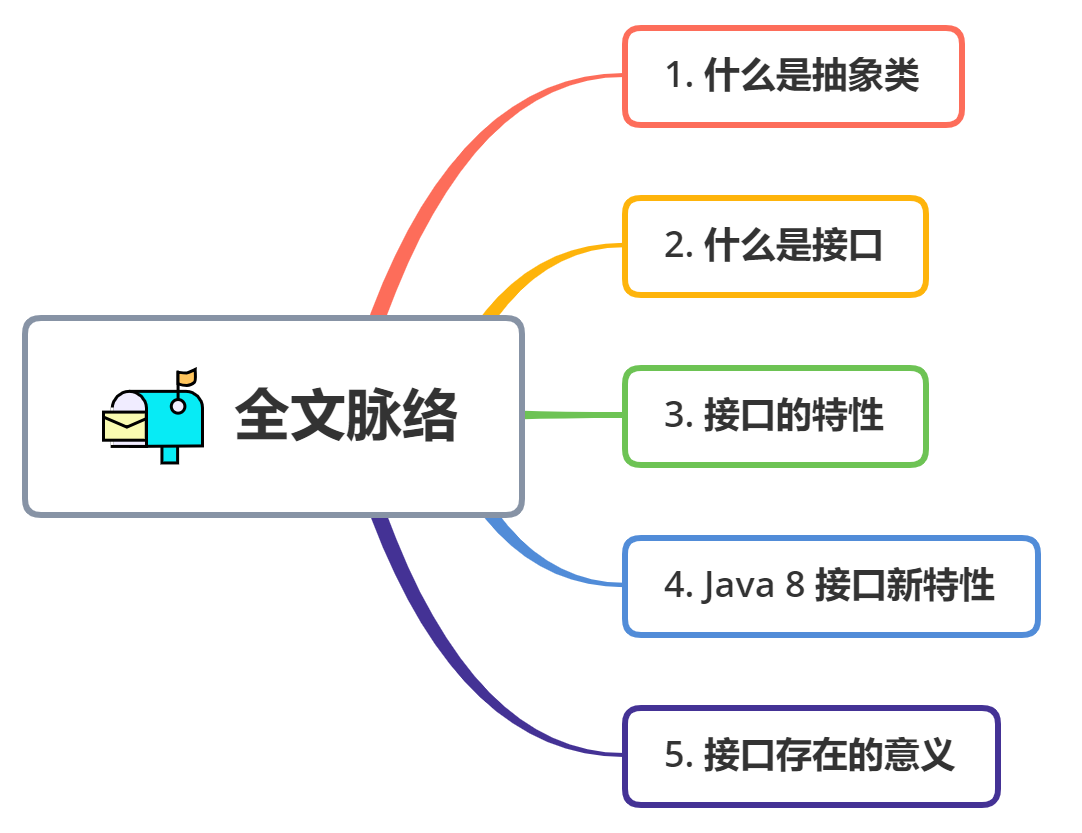 全文脉络
1. 什么是抽象类
2. 什么是接口
3. 接口的特性
4. Java 8 接口新特性
5. 接口存在的意义